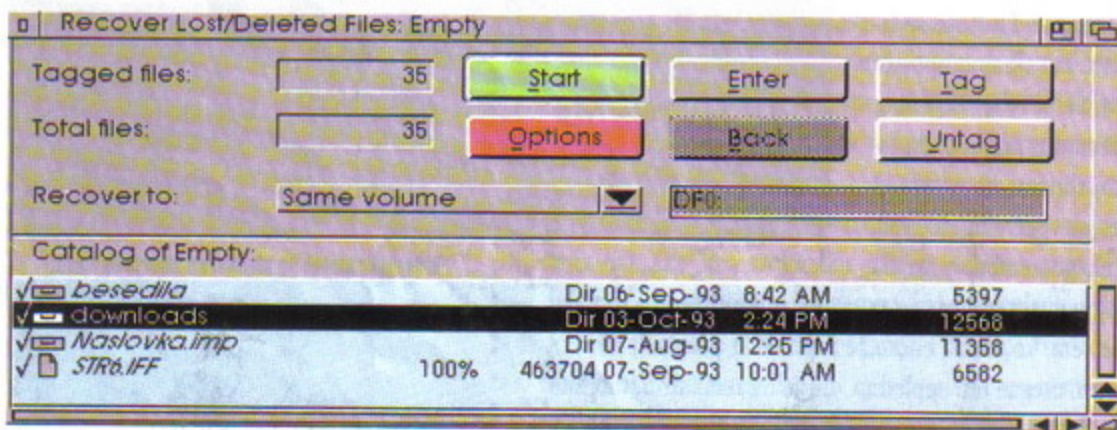 Recover Lost/Deleted Files: Empty
Tagged files: 35 Start Enter Tag
Total files: 35 Options Back Untag
Recover to: Same volume DF0:
Catalog of Empty:
√ besedila Dir 06-Sep-93 8:42 AM 5397
√ downloads Dir 03-Oct-93 2:24 PM 12568
√ Naslovka.imp Dir 07-Aug-93 12:25 PM 11358
√ STR6.IFF 100% 463704 07-Sep-93 10:01 AM 6582